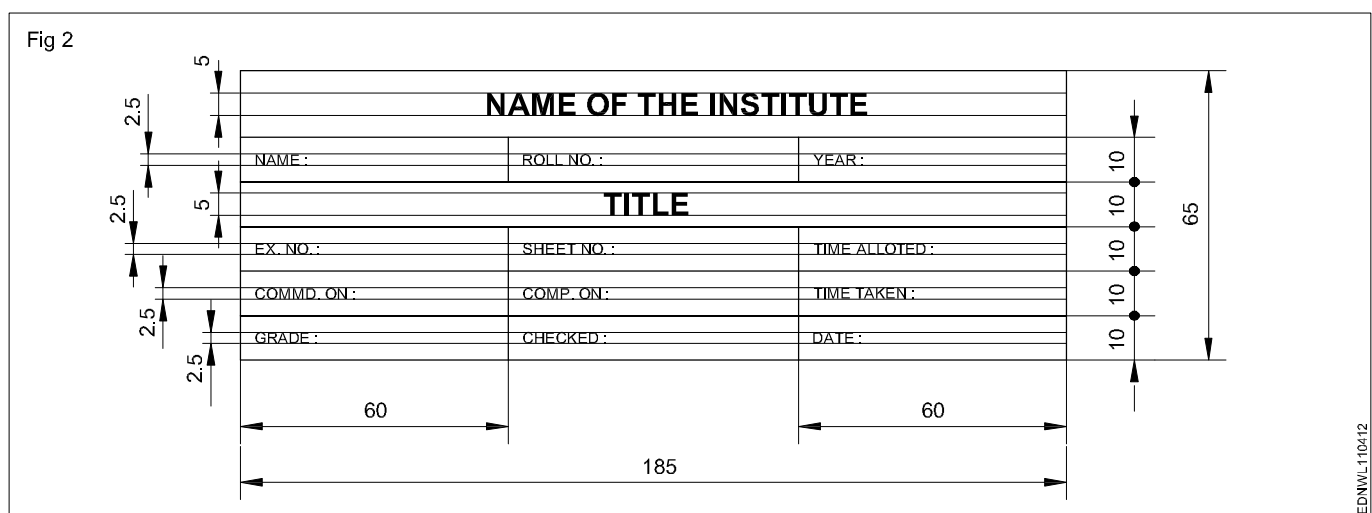 Fig 2
5
NAME OF THE INSTITUTE
2.5
NAME : ROLL NO. : YEAR : 10
5 TITLE 10
65
2.5
EX. NO. : SHEET NO. : TIME ALLOTED : 10
COMMD. ON : COMP. ON : TIME TAKEN : 10
2.5
GRADE : CHECKED : DATE : 10
2.5
60 60
185
EDNWL110412